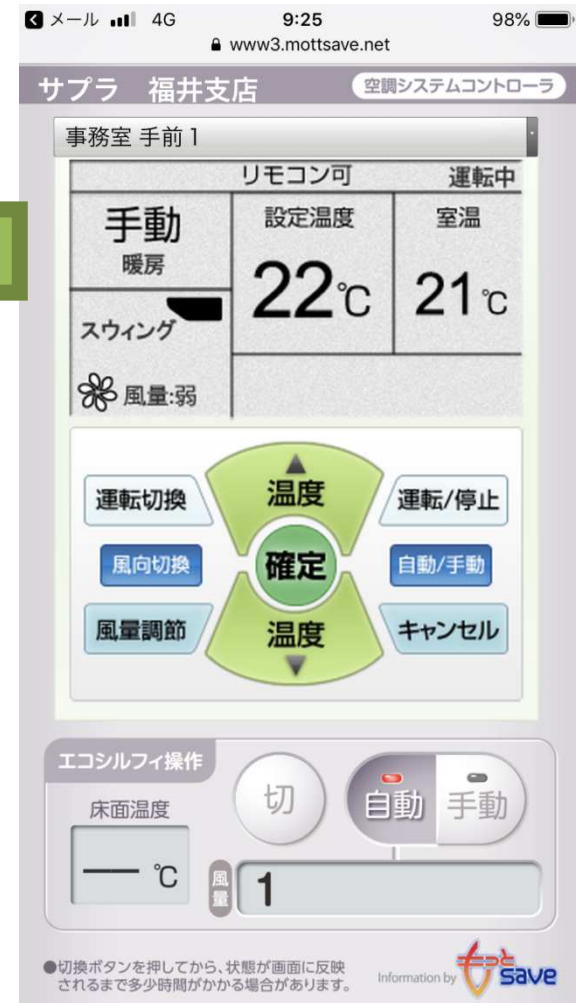 メール 4G 9:25 98%
www3.mottsave.net
サプラ 福井支店 空調システムコントローラ
事務室 手前1
リモコン可 運転中
手動 設定温度 室温
暖房 22℃ 21℃
スウィング
風量:弱
運転切換 ▲ 温度 運転/停止
風向切換 確定 自動/手動
風量調節 温度 ▼ キャンセル
エコシルフィ操作
床面温度 切 自動 手動
— ℃ 風量 1
●切換ボタンを押してから、状態が画面に反映
されるまで多少時間がかかる場合があります。
Information by もっとsave